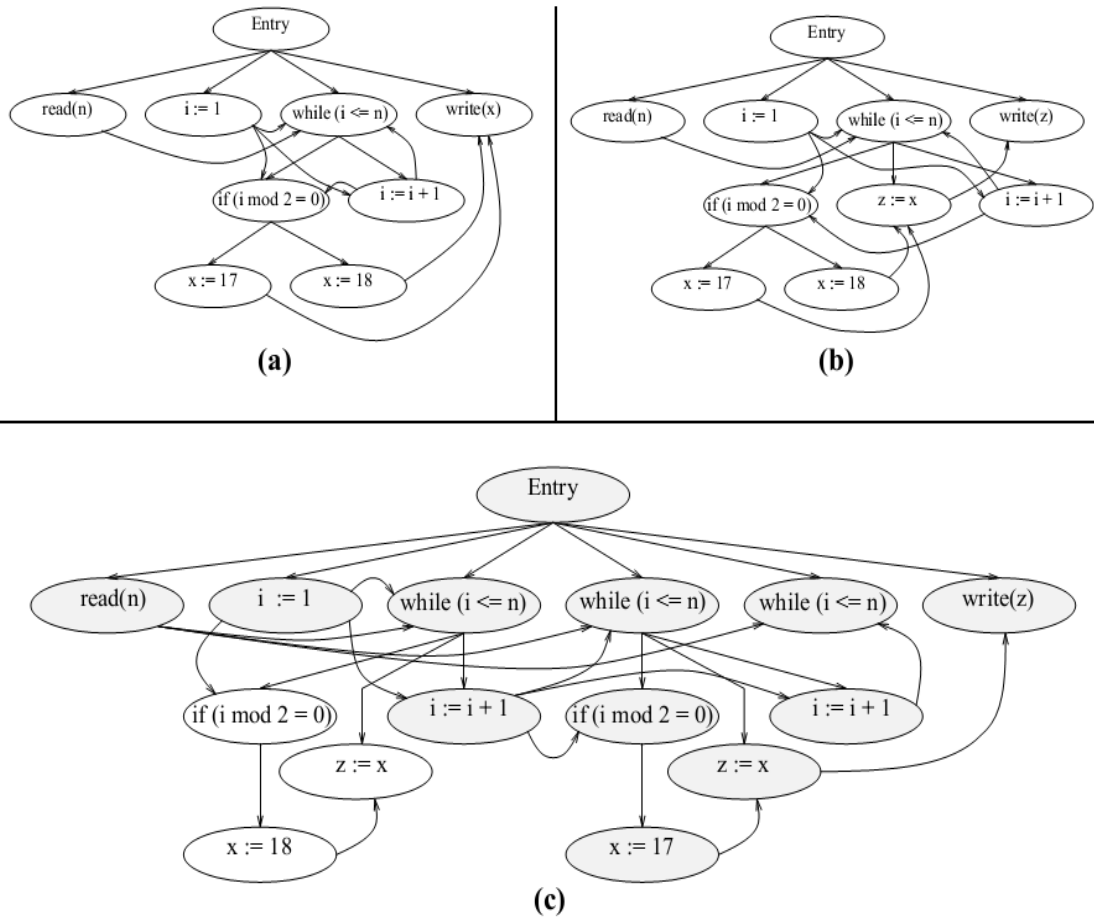 Entry
read(n)
i := 1
while (i <= n)
write(x)
if (i mod 2 = 0)
i := i + 1
x := 17
x := 18
(a)
Entry
read(n)
i := 1
while (i <= n)
write(z)
if (i mod 2 = 0)
z := x
i := i + 1
x := 17
x := 18
(b)
Entry
read(n)
i := 1
while (i <= n)
while (i <= n)
while (i <= n)
write(z)
if (i mod 2 = 0)
i := i + 1
if (i mod 2 = 0)
i := i + 1
z := x
z := x
x := 18
x := 17
(c)